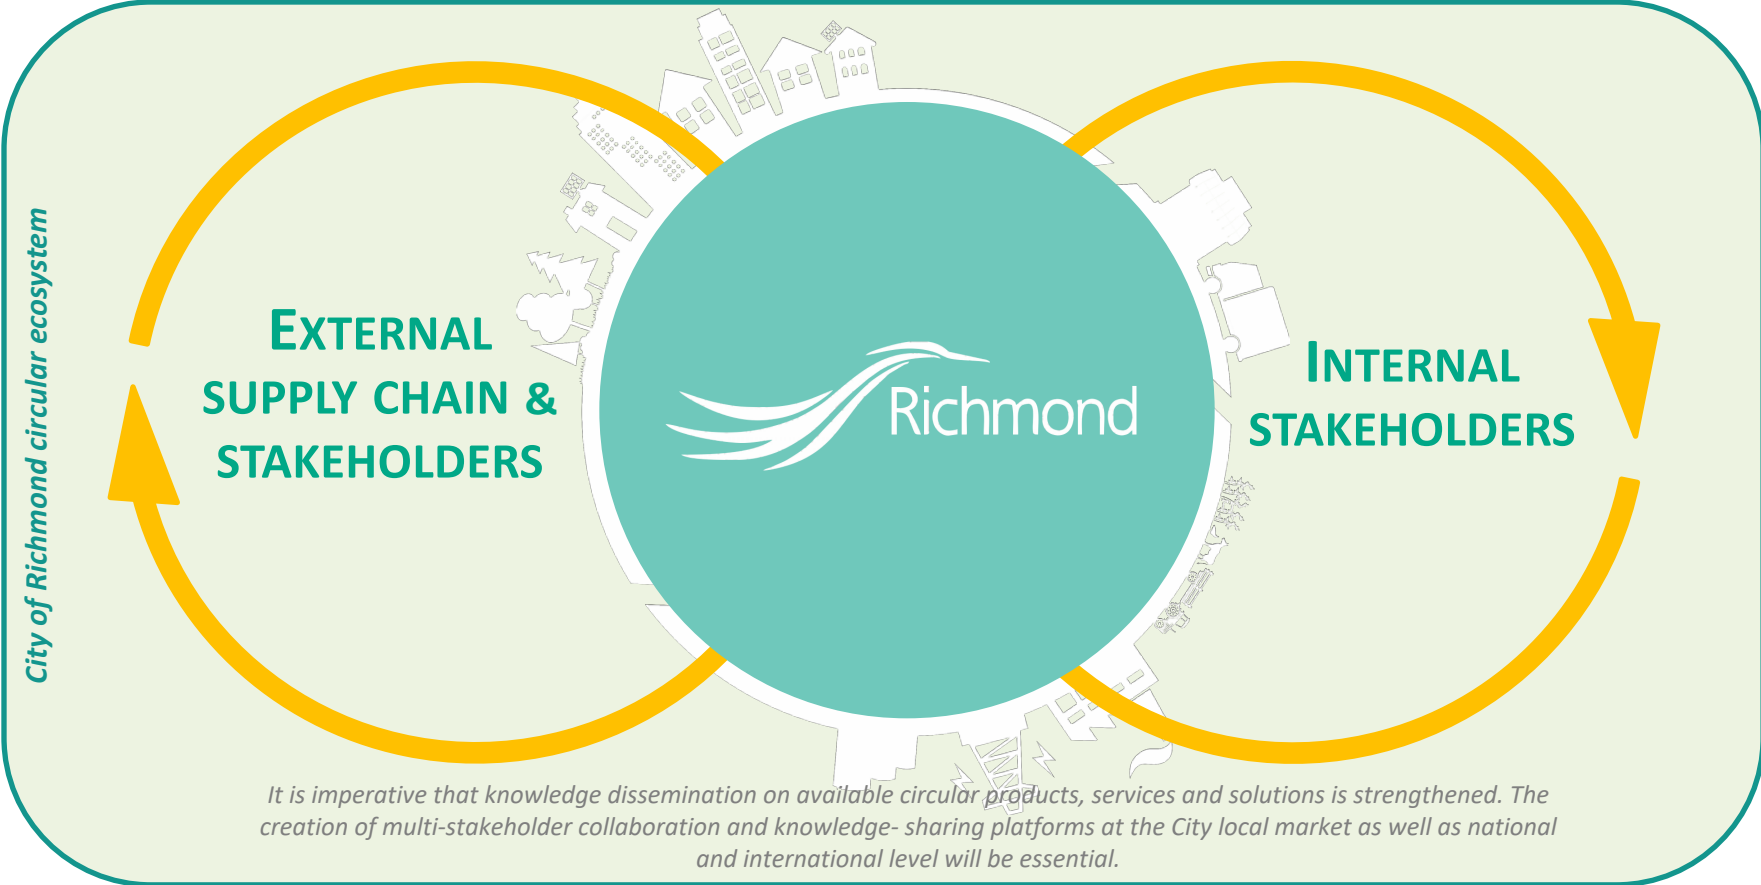 City of Richmond circular ecosystem
EXTERNAL
SUPPLY CHAIN &
STAKEHOLDERS
Richmond
INTERNAL
STAKEHOLDERS
It is imperative that knowledge dissemination on available circular products, services and solutions is strengthened. The
creation of multi-stakeholder collaboration and knowledge- sharing platforms at the City local market as well as national
and international level will be essential.